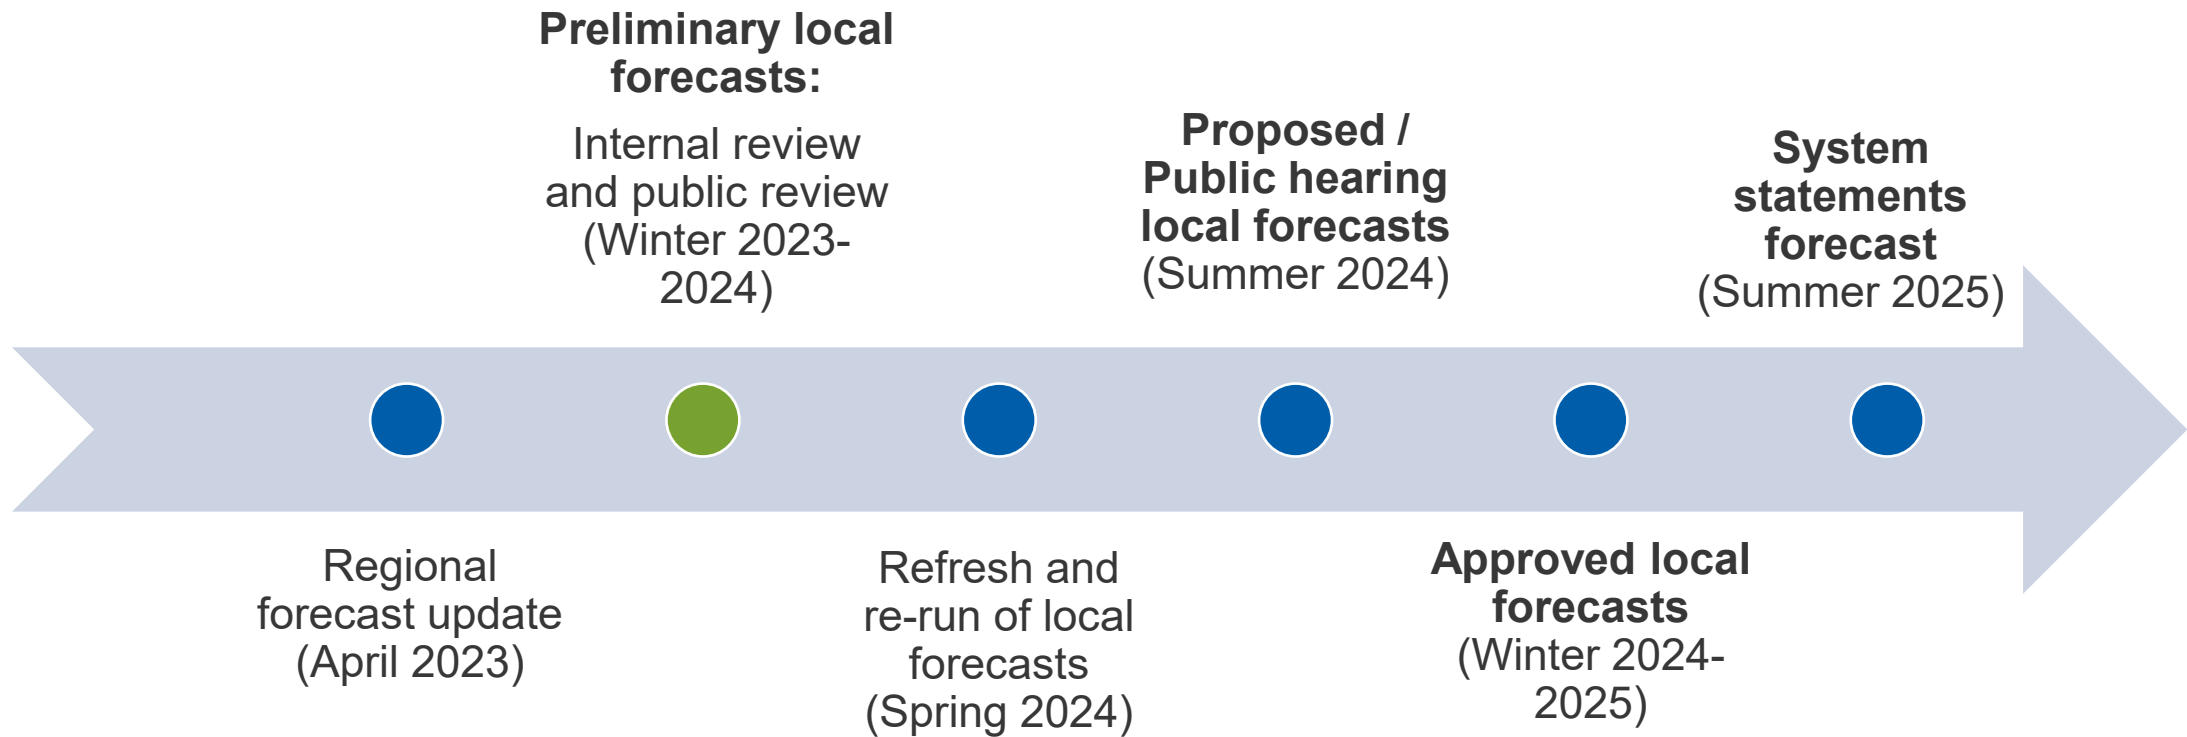 Preliminary local
forecasts:
Internal review
and public review
(Winter 2023-
2024)
Proposed /
Public hearing
local forecasts
(Summer 2024)
System
statements
forecast
(Summer 2025)
Regional
forecast update
(April 2023)
Refresh and
re-run of local
forecasts
(Spring 2024)
Approved local
forecasts
(Winter 2024-
2025)